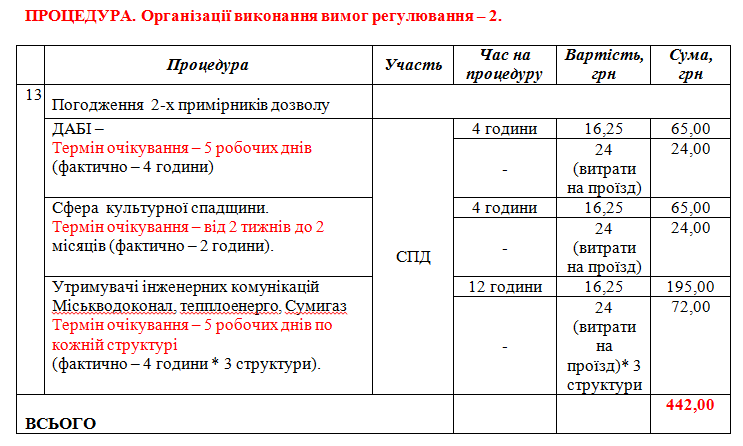 ПРОЦЕДУРА. Організації виконання вимог регулювання – 2.
Процедура
Участь
Час на
процедуру
Вартість,
грн
Сума,
грн
13
Погодження 2-х примірників дозволу
ДАБІ –
Термін очікування – 5 робочих днів
(фактично – 4 години)
СПД
4 години
16,25
65,00
-
24
(витрати
на проїзд)
24,00
Сфера культурної спадщини.
Термін очікування – від 2 тижнів до 2
місяців (фактично – 2 години).
4 години
16,25
65,00
-
24
(витрати
на проїзд)
24,00
Утримувачі інженерних комунікацій
Міськводоконал, тепплоенерго, Сумигаз
Термін очікування – 5 робочих днів по
кожній структурі
(фактично – 4 години * 3 структури).
12 години
16,25
195,00
-
24
(витрати
на
проїзд)* 3
структури
72,00
ВСЬОГО
442,00